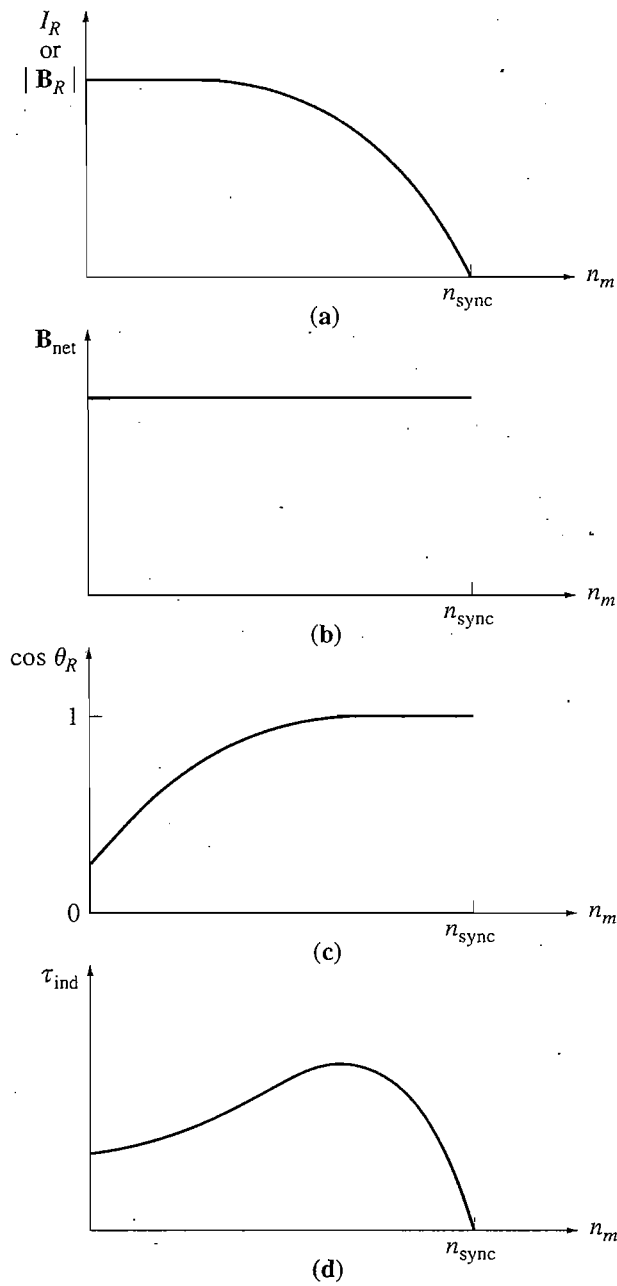 I_R
or
| B_R |
n_sync
n_m
(a)
B_net
n_sync
n_m
(b)
cos θ_R
1
0
n_sync
n_m
(c)
τ_ind
n_sync
n_m
(d)